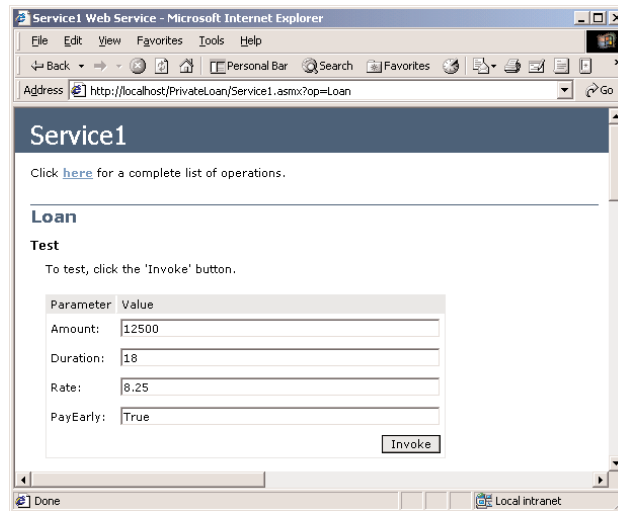 Service1 Web Service - Microsoft Internet Explorer
File Edit View Favorites Tools Help
Back Personal Bar Search Favorites
Address http://localhost/PrivateLoan/Service1.asmx?op=Loan Go
Service1
Click here for a complete list of operations.
Loan
Test
To test, click the 'Invoke' button.
Parameter Value
Amount: 12500
Duration: 18
Rate: 8.25
PayEarly: True
Invoke
Done Local intranet